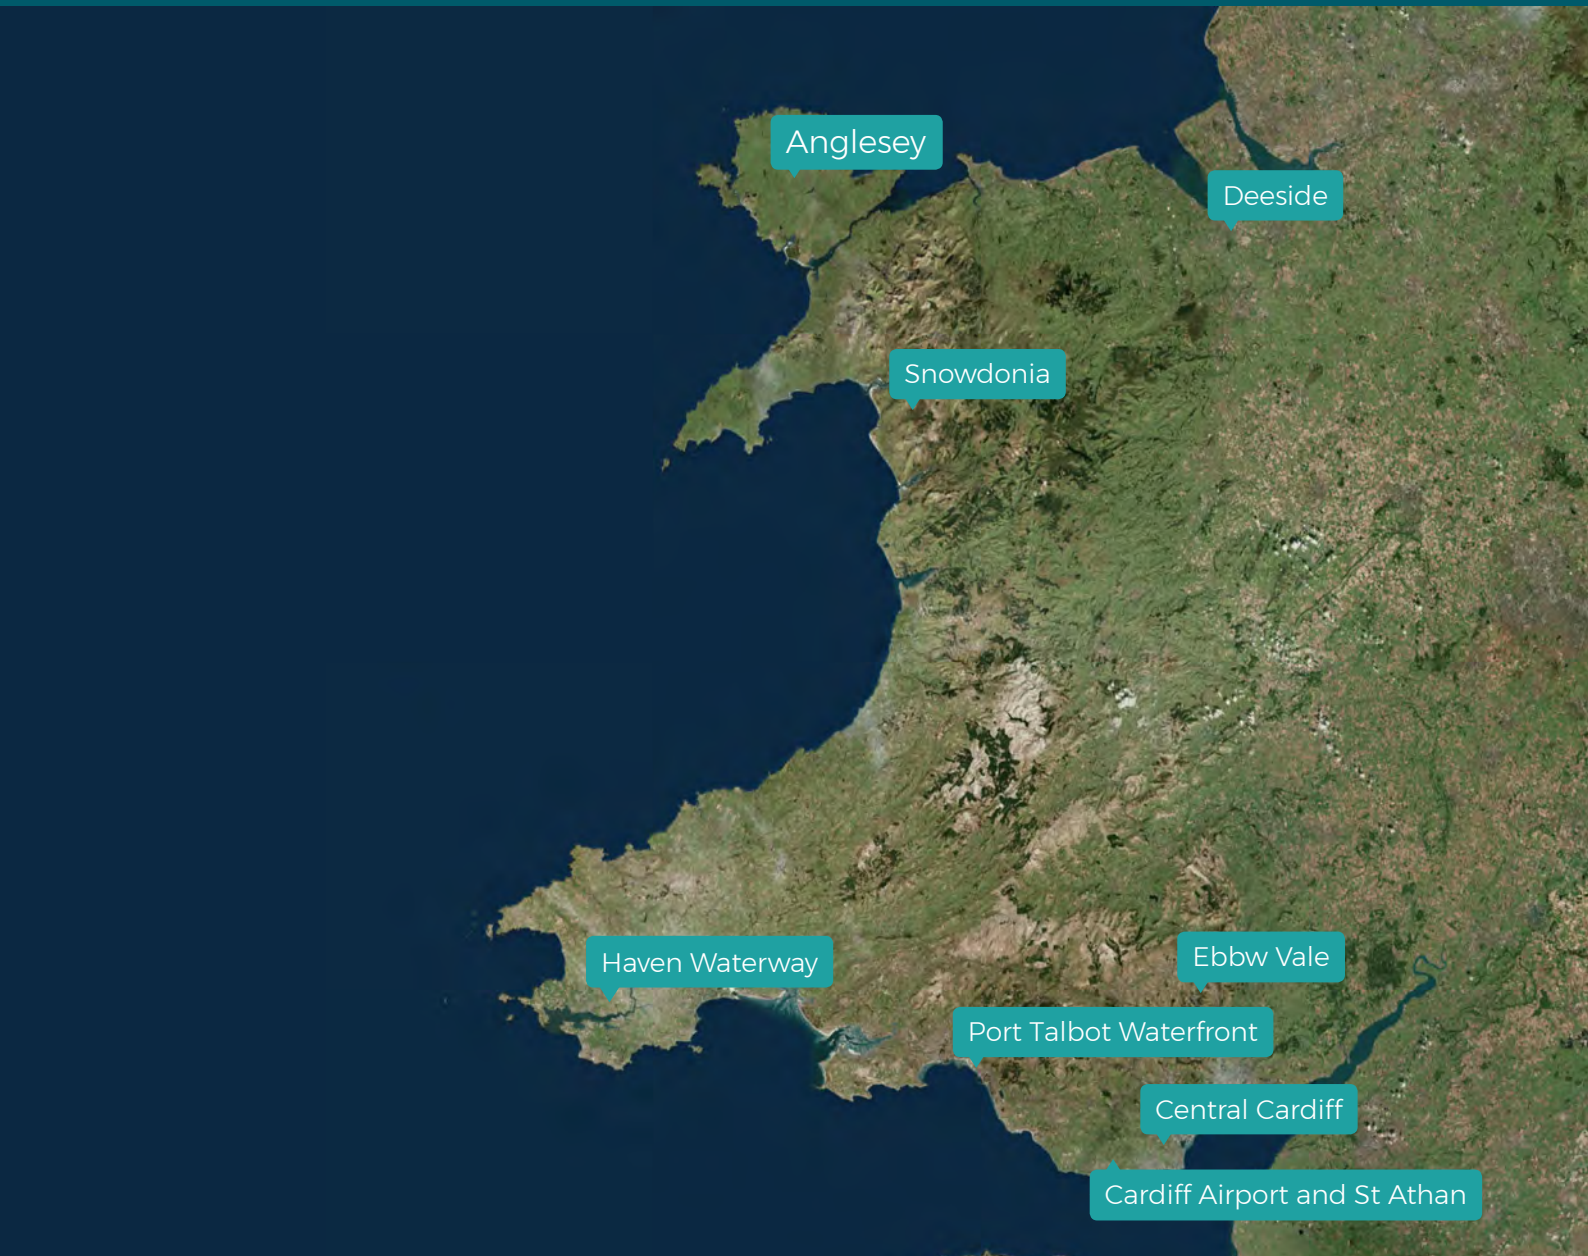 Anglesey
Deeside
Snowdonia
Haven Waterway
Ebbw Vale
Port Talbot Waterfront
Central Cardiff
Cardiff Airport and St Athan